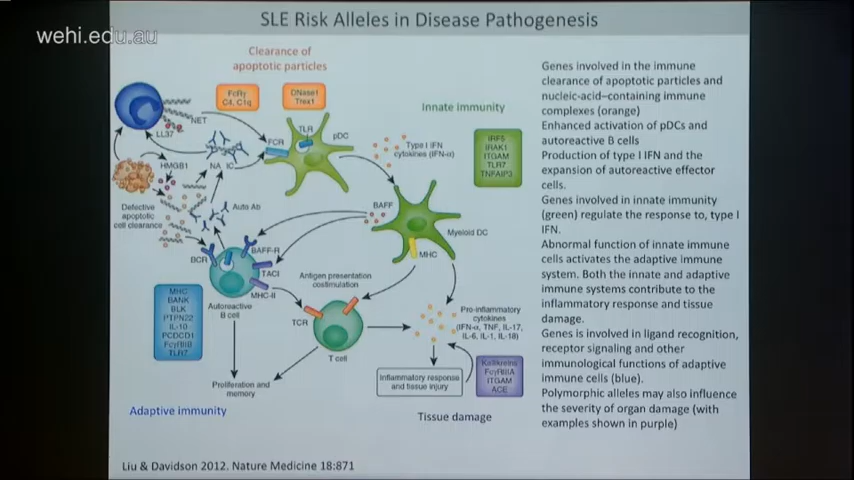 SLE Risk Alleles in Disease Pathogenesis
wehi.edu.au
Clearance of
apoptotic particles
FcRγ
C4, C1q
DNase1
Trex1
Innate immunity
NET
LL37
TLR
pDC
FCR
Type I IFN
cytokines (IFN-α)
IRF5
IRAK1
ITGAM
TLR7
TNFAIP3
HMGB1
NA
IC
Defective
apoptotic
cell clearance
Auto Ab
BAFF
Myeloid DC
BCR
BAFF-R
TACI
MHC
MHC-II
Antigen presentation
costimulation
MHC
BANK
BLK
PTPN22
IL-10
PCDCD1
FcγRIIB
TLR7
Autoreactive
B cell
TCR
T cell
Pro-inflammatory
cytokines
(IFN-α, TNF, IL-17,
IL-6, IL-1, IL-18)
Inflammatory response
and tissue injury
Kallikreins
FcγRIIIA
ITGAM
ACE
Proliferation and
memory
Adaptive immunity
Tissue damage
Genes involved in the immune
clearance of apoptotic particles and
nucleic-acid–containing immune
complexes (orange)
Enhanced activation of pDCs and
autoreactive B cells
Production of type I IFN and the
expansion of autoreactive effector
cells.
Genes involved in innate immunity
(green) regulate the response to, type I
IFN.
Abnormal function of innate immune
cells activates the adaptive immune
system. Both the innate and adaptive
immune systems contribute to the
inflammatory response and tissue
damage.
Genes is involved in ligand recognition,
receptor signaling and other
immunological functions of adaptive
immune cells (blue).
Polymorphic alleles may also influence
the severity of organ damage (with
examples shown in purple)
Liu & Davidson 2012. Nature Medicine 18:871